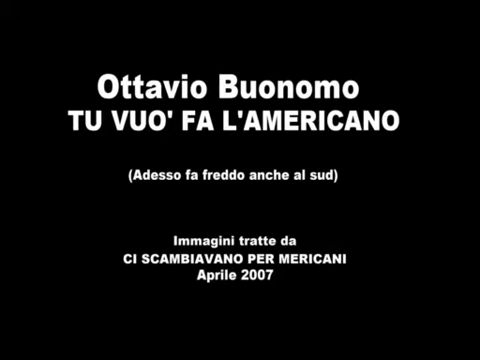 Ottavio Buonomo
TU VUO' FA L'AMERICANO
(Adesso fa freddo anche al sud)
Immagini tratte da
CI SCAMBIAVANO PER MERICANI
Aprile 2007